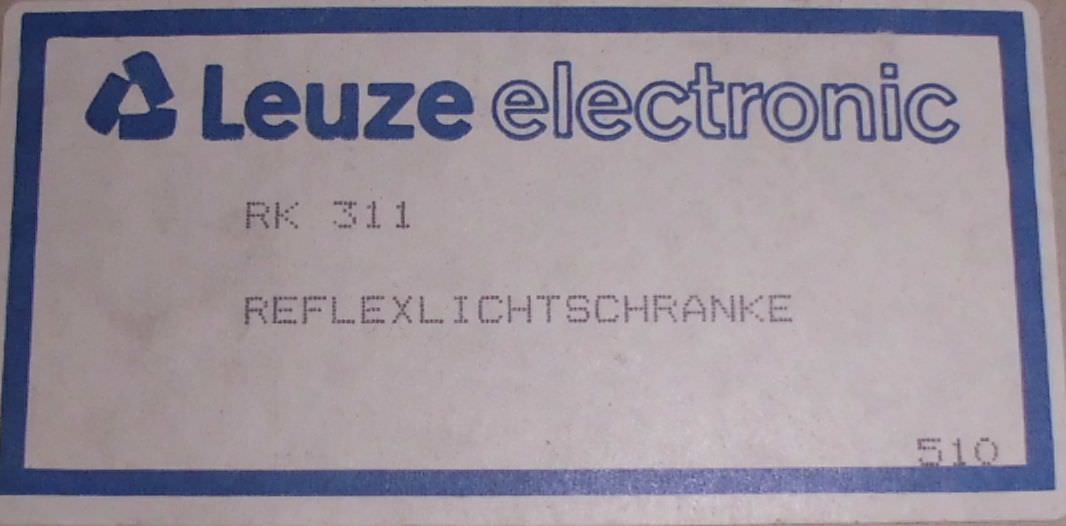 Leuze electronic
RK 311
REFLEXLICHTSCHRANKE
510